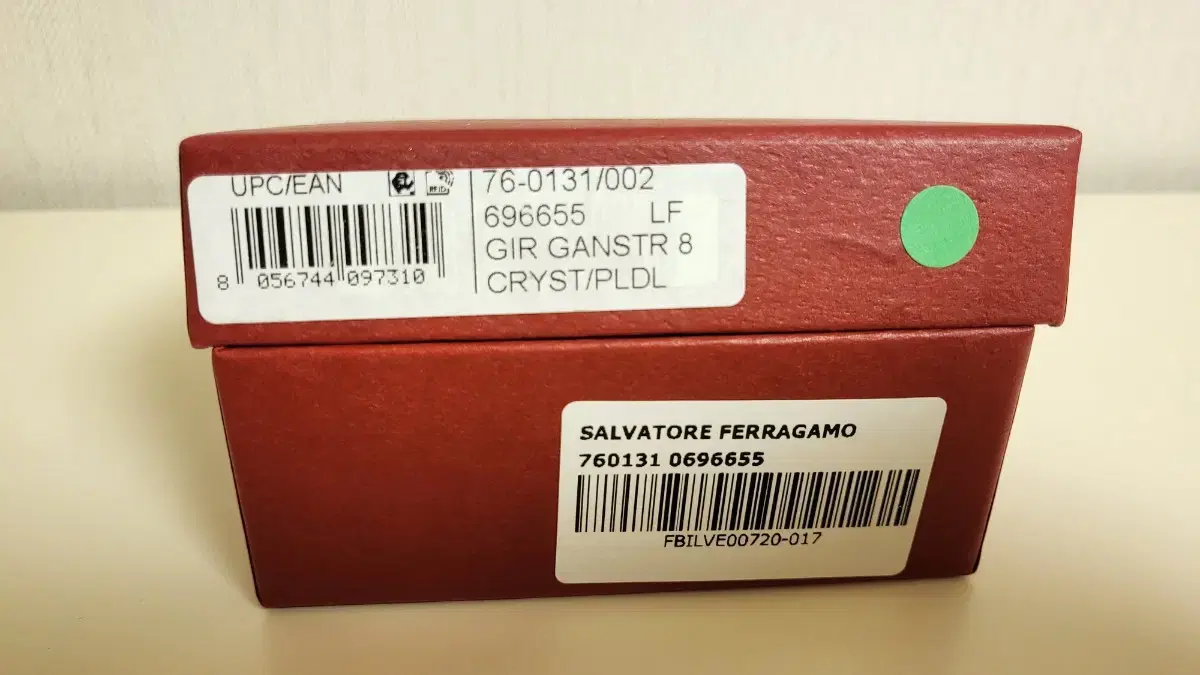 UPC/EAN
RFID
8 056744 097310
76-0131/002
696655 LF
GIR GANSTR 8
CRYST/PLDL
SALVATORE FERRAGAMO
760131 0696655
FBILVE00720-017